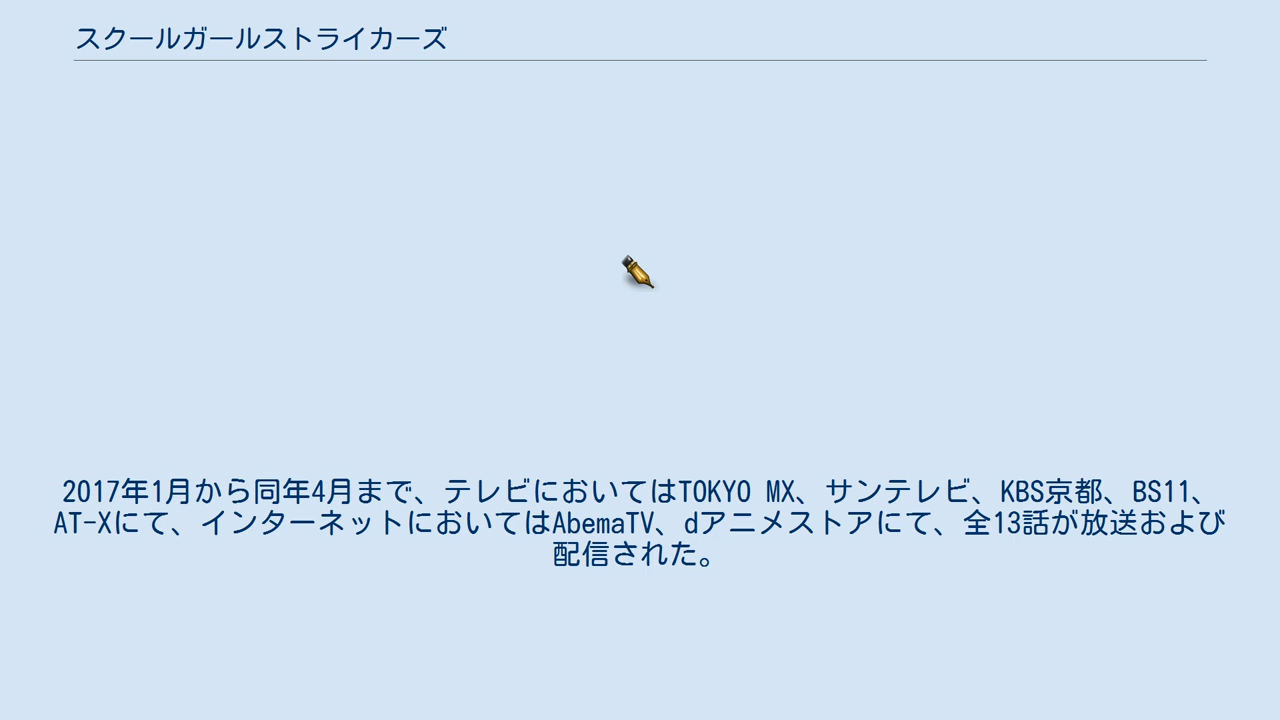 スクールガールストライカーズ
2017年1月から同年4月まで、テレビにおいてはTOKYO MX、サンテレビ、KBS京都、BS11、
AT-Xにて、インターネットにおいてはAbemaTV、dアニメストアにて、全13話が放送および
配信された。